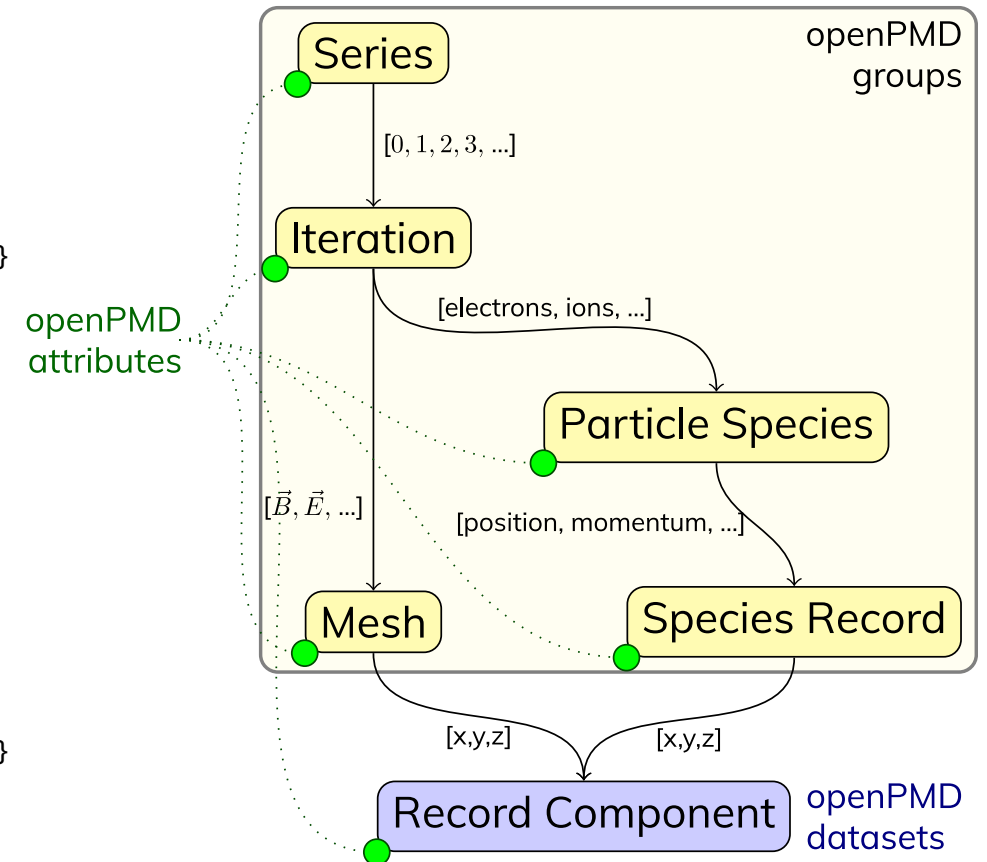 openPMD
groups
Series
[0, 1, 2, 3, ...]
}
Iteration
[electrons, ions, ...]
openPMD
attributes
Particle Species
[B⃗, E⃗, ...]
[position, momentum, ...]
Mesh
Species Record
[x,y,z]
[x,y,z]
}
Record Component
openPMD
datasets